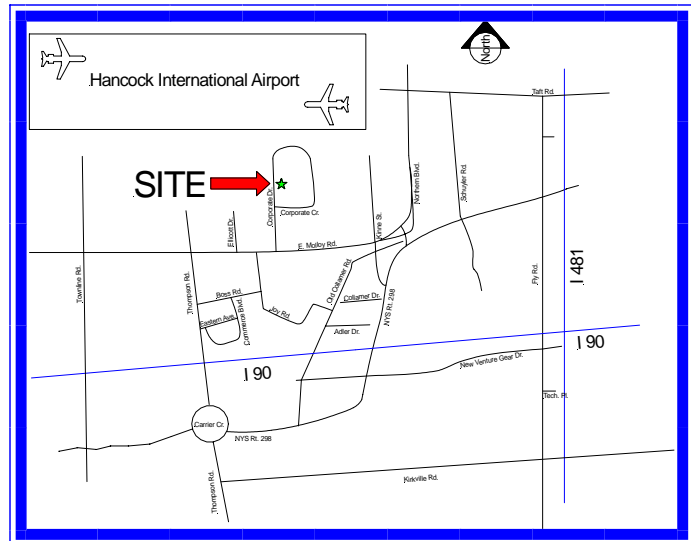 North
Hancock International Airport
Taft Rd.
SITE
Corporate Dr.
Corporate Cr.
Ellicott Dr.
E. Molloy Rd.
Kinne St.
Northern Blvd.
Schuyler Rd.
Townline Rd.
Thompson Rd.
Boss Rd.
Eastern Ave.
Commerce Blvd.
Joy Rd
Old Collamer Rd.
Collamer Dr.
Adler Dr.
NYS Rt. 298
Fly Rd.
I 481
I 90
I 90
New Venture Gear Dr.
Tech. Pl.
Carrier Cr.
NYS Rt. 298
Thompson Rd.
Kirkville Rd.